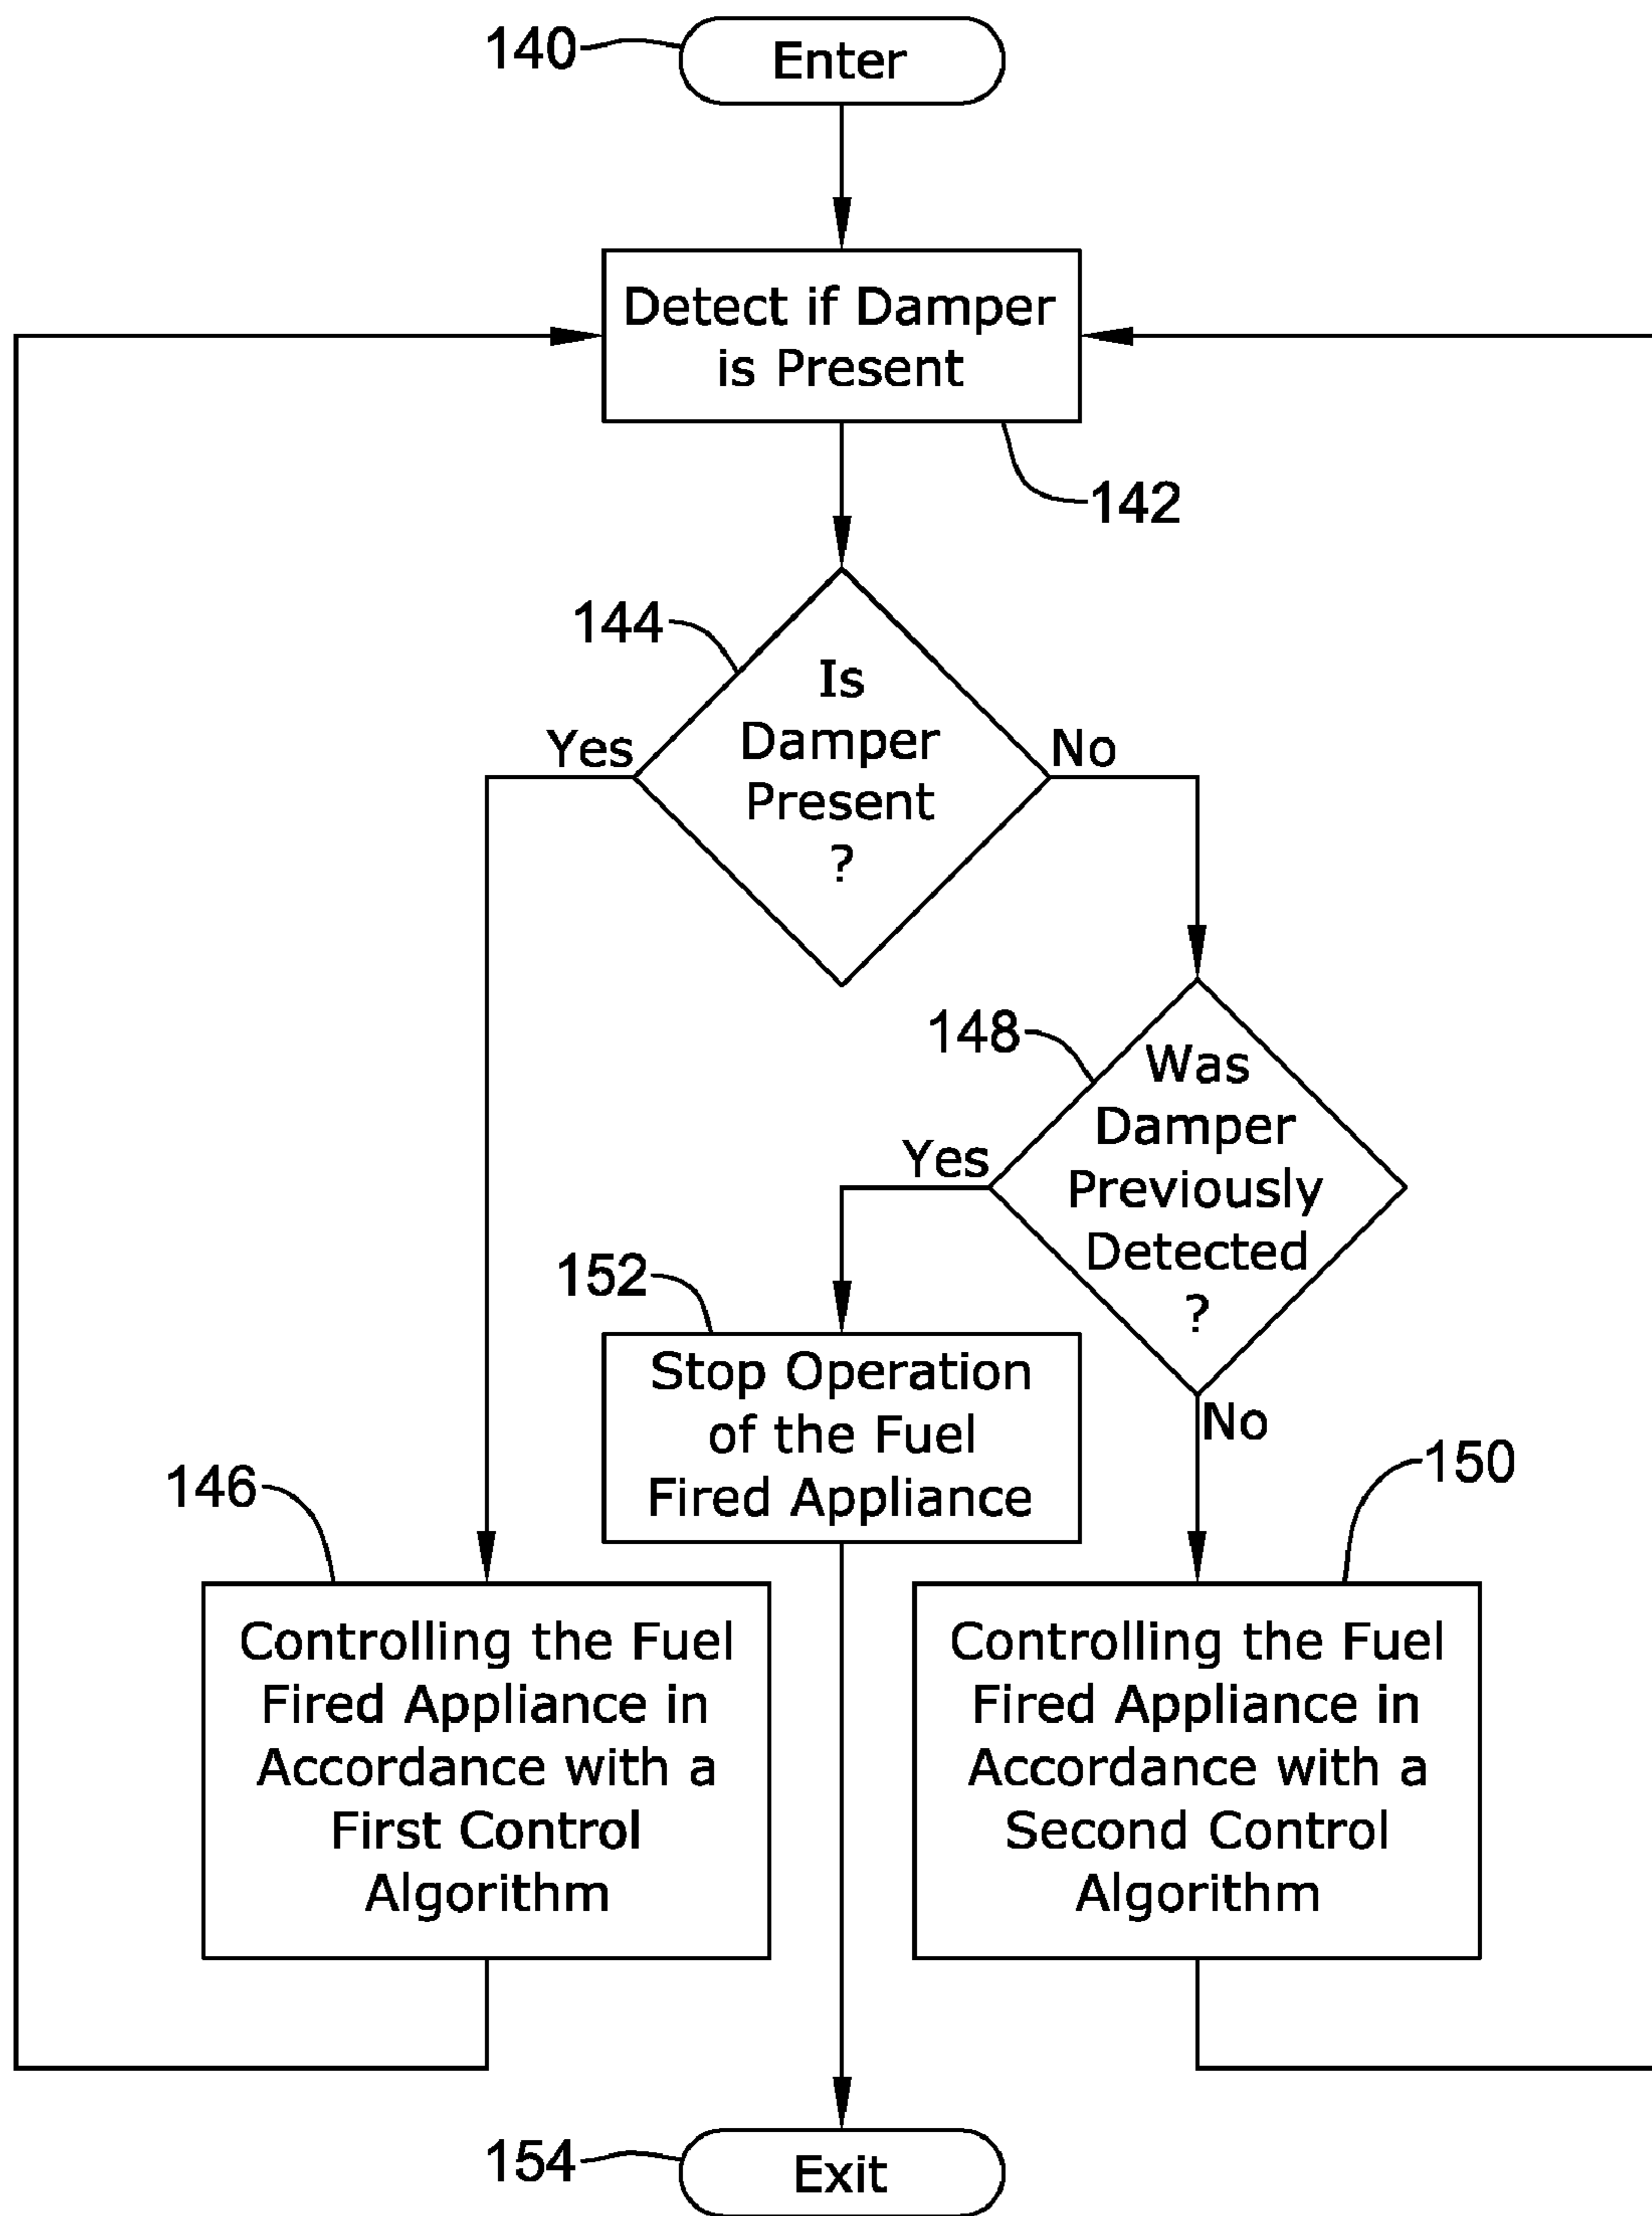 140
Enter
Detect if Damper
is Present
142
144
Is
Damper
Present
?
Yes
No
148
Was
Damper
Previously
Detected
?
Yes
No
152
Stop Operation
of the Fuel
Fired Appliance
146
Controlling the Fuel
Fired Appliance in
Accordance with a
First Control
Algorithm
150
Controlling the Fuel
Fired Appliance in
Accordance with a
Second Control
Algorithm
154
Exit